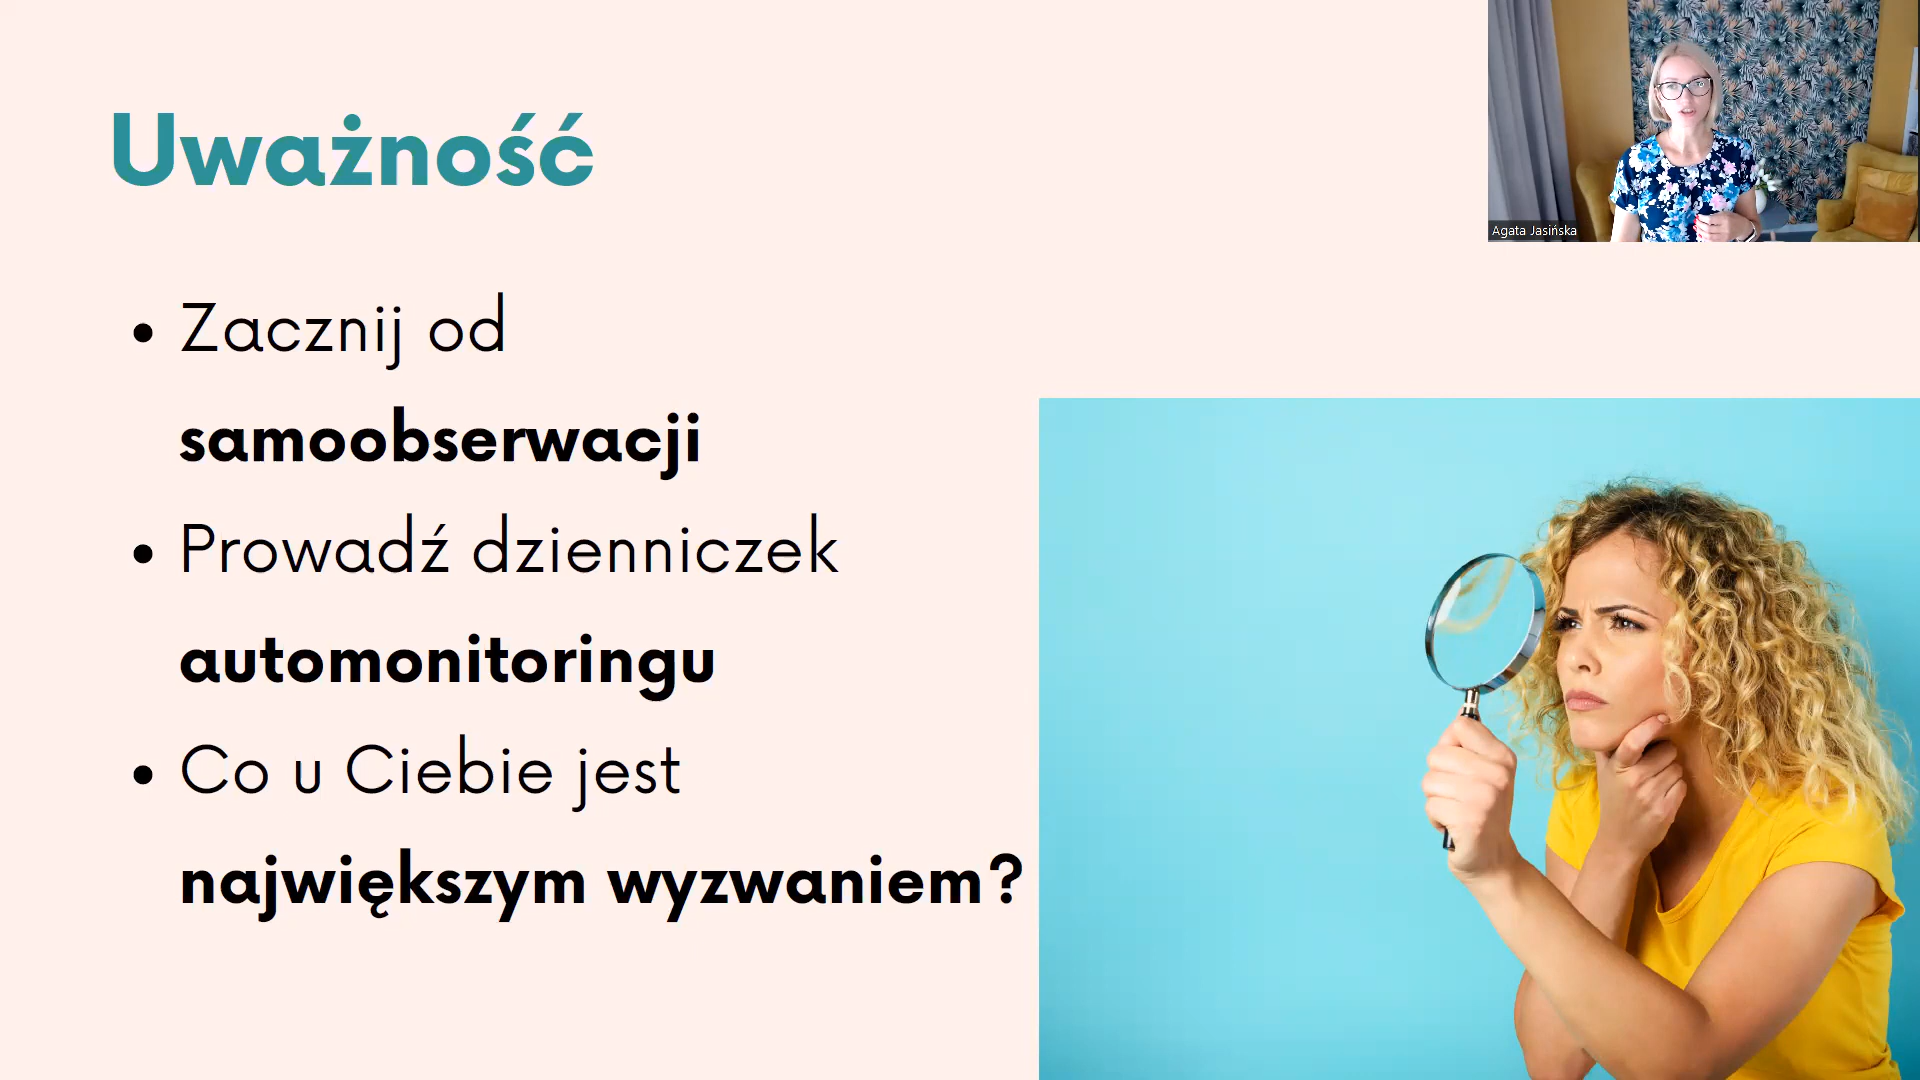 Uważność
Agata Jasińska
• Zacznij od
samoobserwacji
• Prowadź dzienniczek
automonitoringu
• Co u Ciebie jest
największym wyzwaniem?